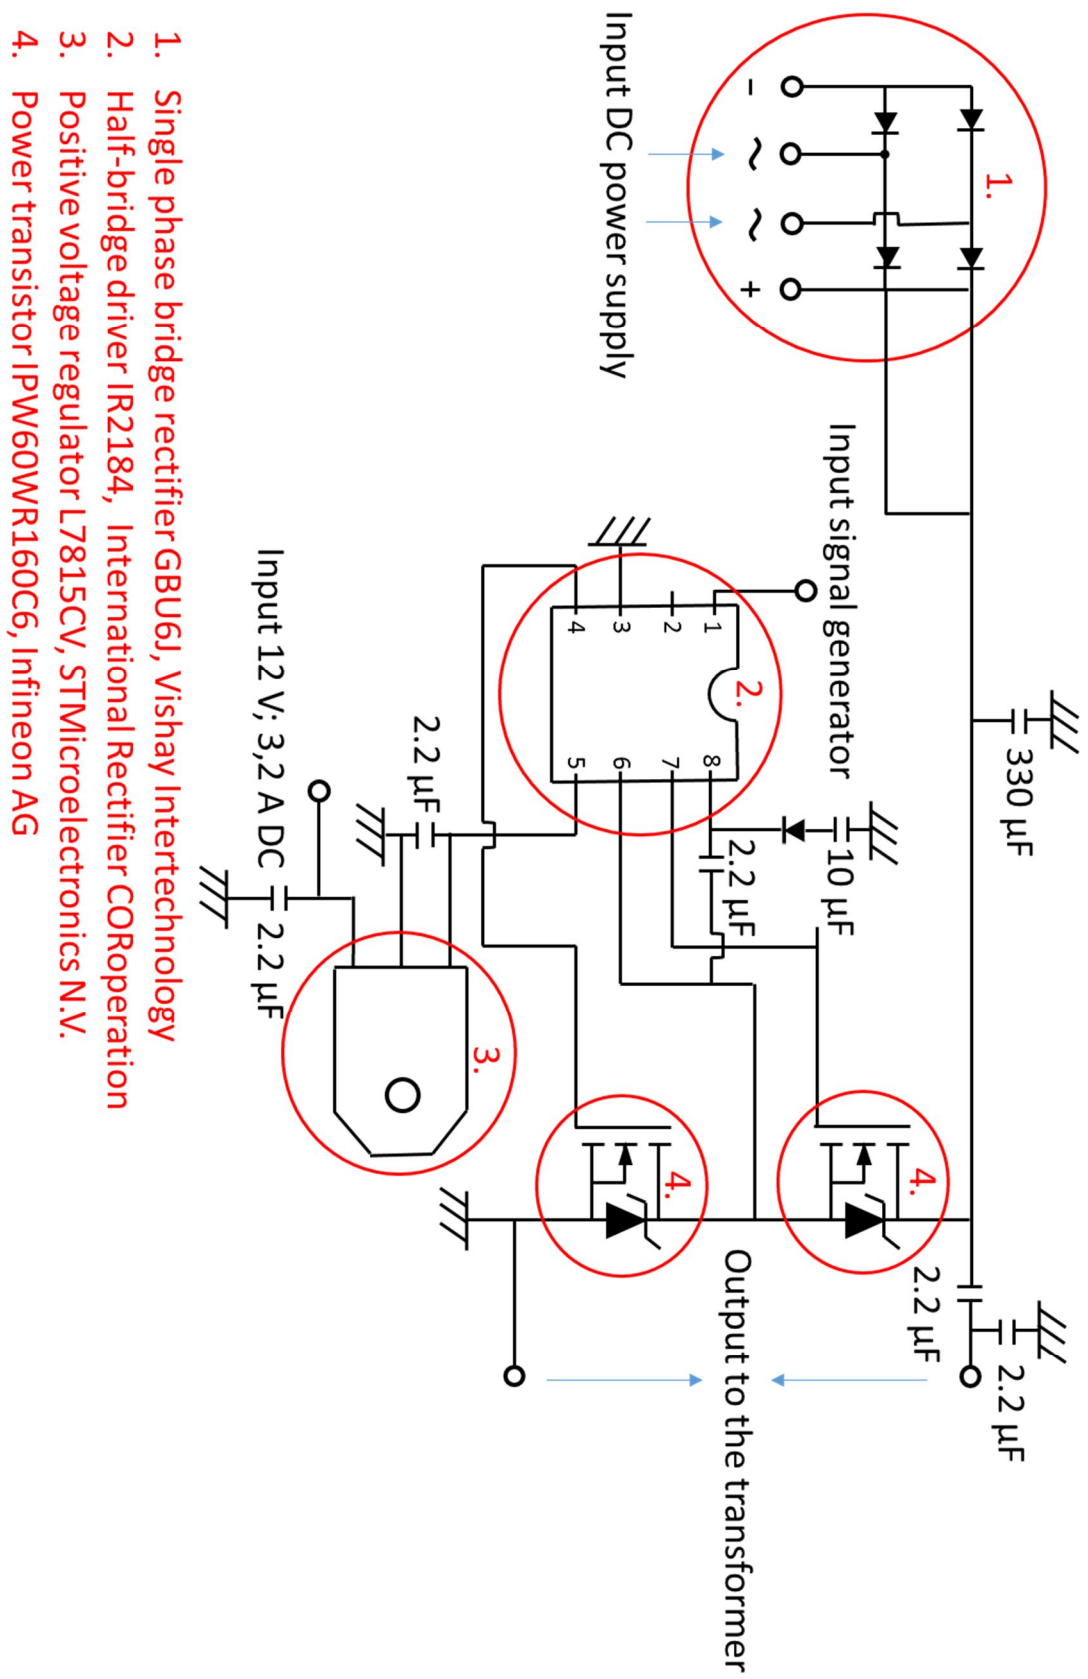 1.
− ~ ~ +
Input DC power supply
330 µF
Input signal generator
2.
1
2
3
4
8
7
6
5
10 µF
2.2 µF
2.2 µF
Input 12 V; 3,2 A DC
2.2 µF
3.
4.
4.
2.2 µF
2.2 µF
Output to the transformer
1. Single phase bridge rectifier GBU6J, Vishay Intertechnology
2. Half-bridge driver IR2184, International Rectifier CORoperation
3. Positive voltage regulator L7815CV, STMicroelectronics N.V.
4. Power transistor IPW60WR160C6, Infineon AG